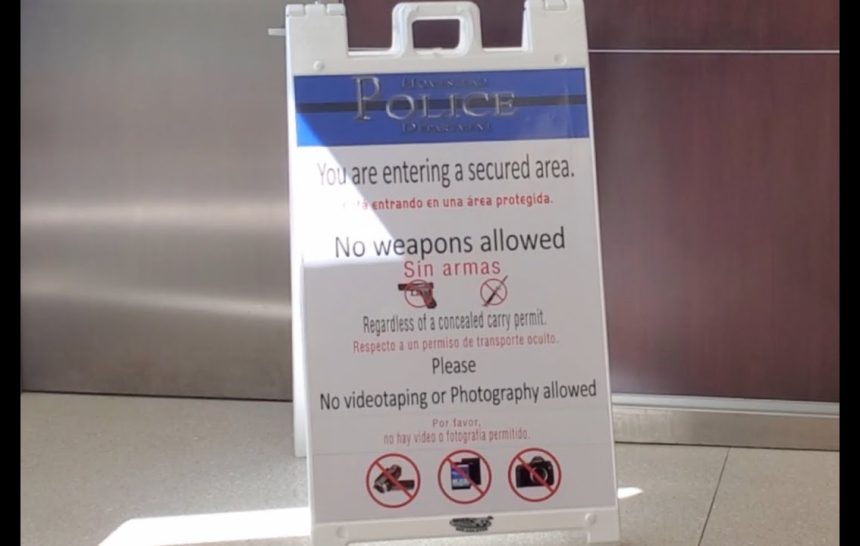 HOMESTEAD
POLICE
DEPARTMENT
You are entering a secured area.
entrando en una área protegida.
No weapons allowed
Sin armas
Regardless of a concealed carry permit.
Respecto a un permiso de transporte oculto.
Please
No videotaping or Photography allowed
Por favor,
no hay video o fotografía permitido.